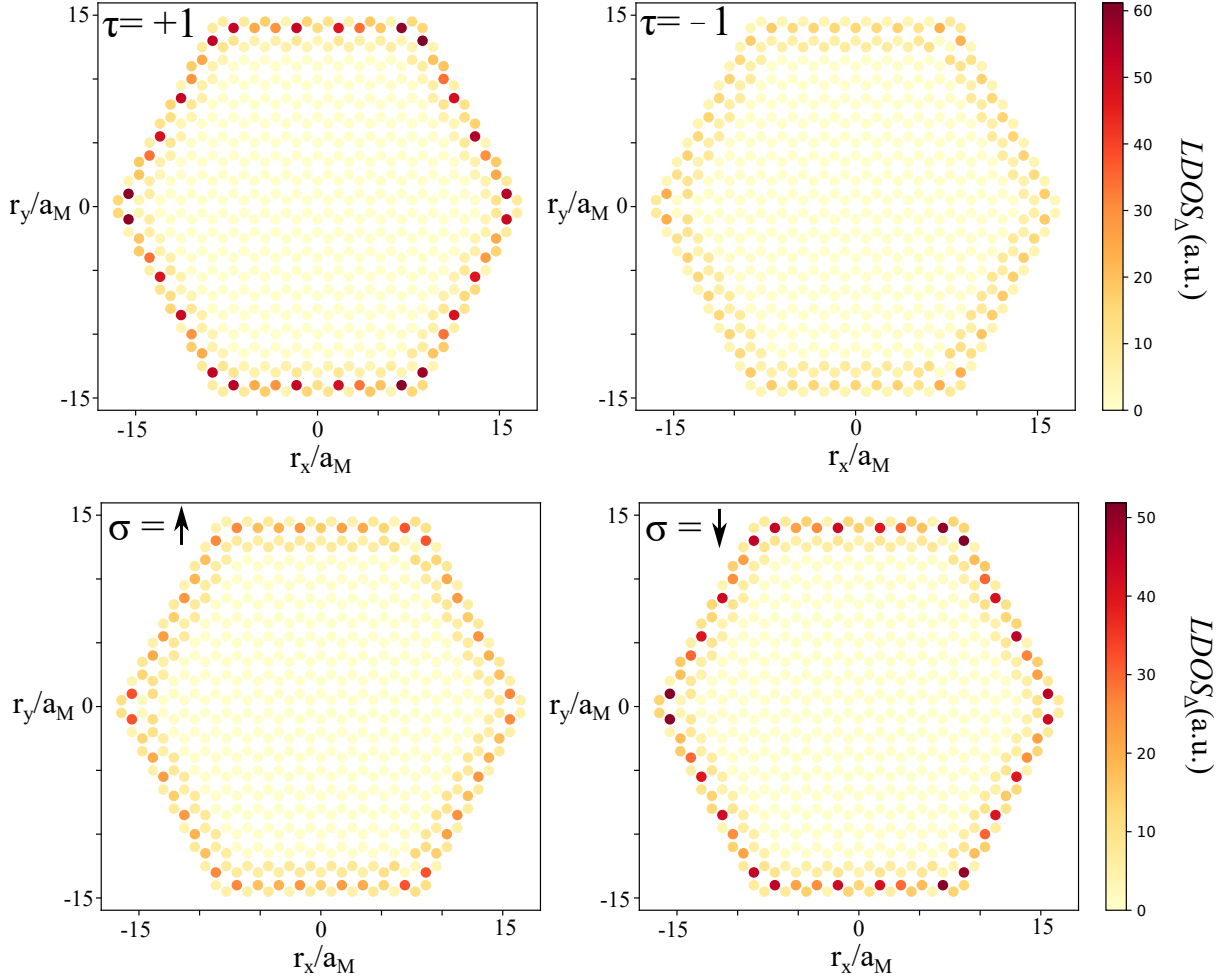 τ= +1
15
0
-15
r_y/a_M
-15
0
15
r_x/a_M
τ= − 1
15
0
-15
r_y/a_M
-15
0
15
r_x/a_M
60
50
40
30
20
10
0
LDOS_Δ(a.u.)
σ = ↑
15
0
-15
r_y/a_M
-15
0
15
r_x/a_M
σ = ↓
15
0
-15
r_y/a_M
-15
0
15
r_x/a_M
50
40
30
20
10
0
LDOS_Δ(a.u.)